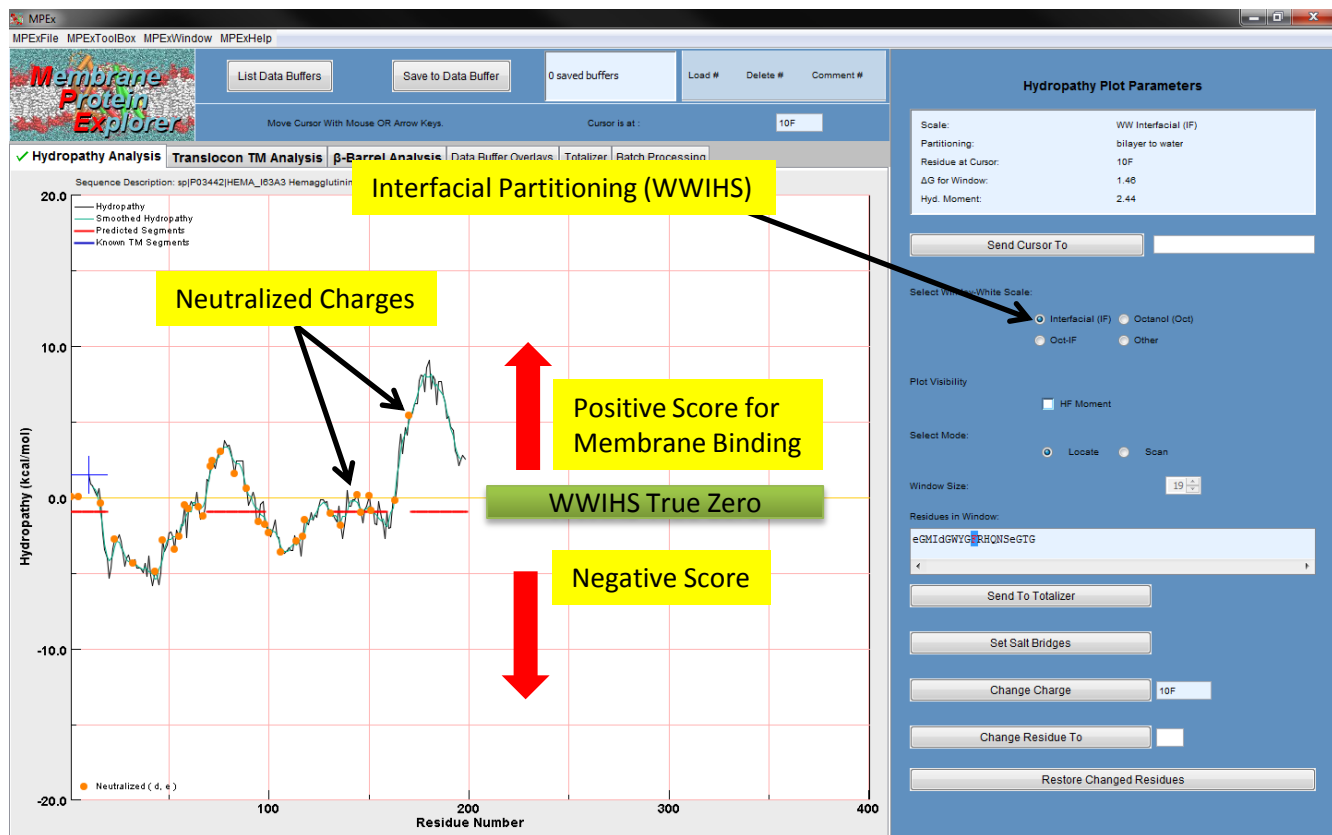 MPEx
MPExFile MPExToolBox MPExWindow MPExHelp
Membrane
Protein
Explorer
List Data Buffers
Save to Data Buffer
0 saved buffers
Load #
Delete #
Comment #
Move Cursor With Mouse OR Arrow Keys.
Cursor is at :
10F
Hydropathy Analysis
Translocon TM Analysis
β-Barrel Analysis
Data Buffer Overlays
Totalizer
Batch Processing
Sequence Description: sp|P03442|HEMA_I63A3
Interfacial Partitioning (WWIHS)
Hydropathy
Smoothed Hydropathy
Predicted Segments
Known TM Segments
Neutralized Charges
Positive Score for
Membrane Binding
WWIHS True Zero
Negative Score
20.0
10.0
0.0
-10.0
-20.0
Hydropathy (kcal/mol)
Neutralized ( d, e )
100
200
300
400
Residue Number
Hydropathy Plot Parameters
Scale: WW Interfacial (IF)
Partitioning: bilayer to water
Residue at Cursor: 10F
ΔG for Window: 1.46
Hyd. Moment: 2.44
Send Cursor To
Scale:
Interfacial (IF)
Octanol (Oct)
Oct-IF
Other
Plot Visibility
HF Moment
Select Mode:
Locate
Scan
Window Size:
19
Residues in Window:
eGMIdGWYGFRHQNSeGTG
Send To Totalizer
Set Salt Bridges
Change Charge
10F
Change Residue To
Restore Changed Residues